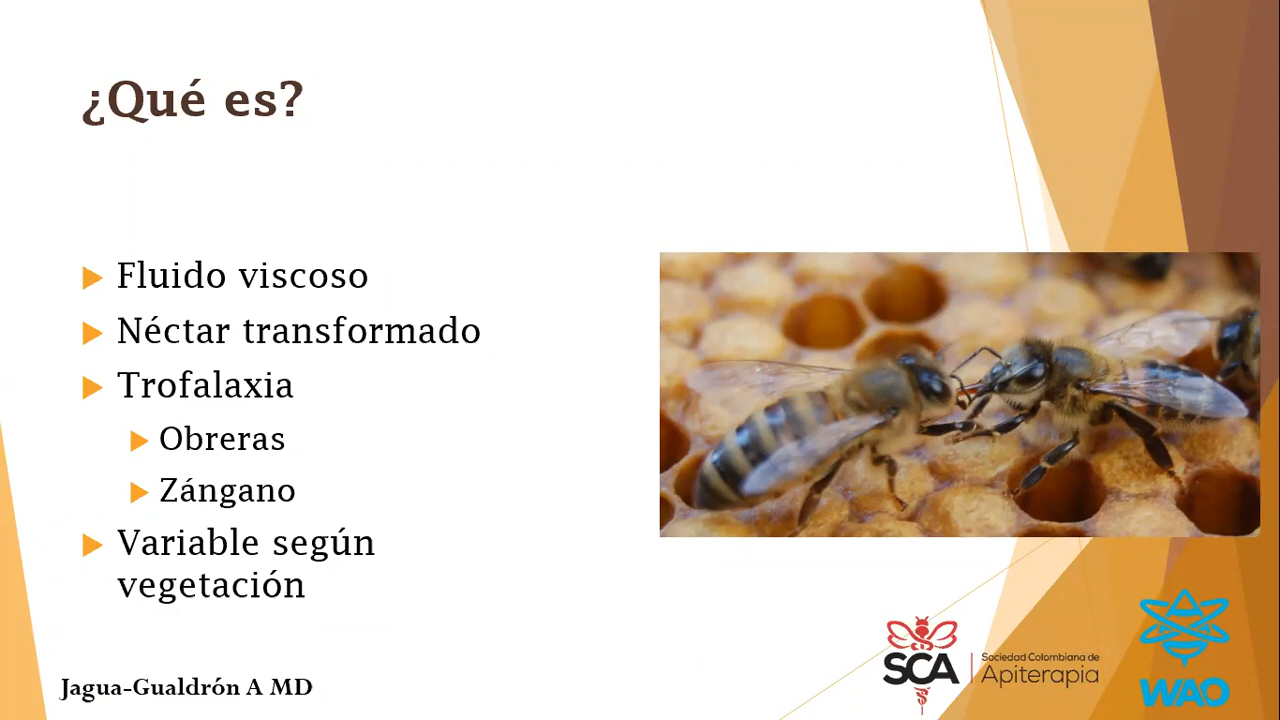 ¿Qué es?
Fluido viscoso
Néctar transformado
Trofalaxia
Obreras
Zángano
Variable según
vegetación
Jagua-Gualdrón A MD
SCA
Sociedad Colombiana de
Apiterapia
WAO